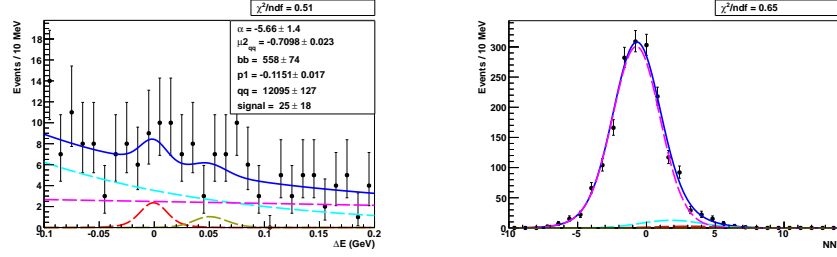 χ²/ndf = 0.51
α = -5.66 ± 1.4
μ2qq = -0.7098 ± 0.023
bb = 558 ± 74
p1 = -0.1151 ± 0.017
qq = 12095 ± 127
signal = 25 ± 18
Events / 10 MeV
18
16
14
12
10
8
6
4
2
0
-0.1 -0.05 0 0.05 0.1 0.15 0.2
ΔE (GeV)
χ²/ndf = 0.65
Events / 10 MeV
300
250
200
150
100
50
0
-10 -5 0 5 10
NN